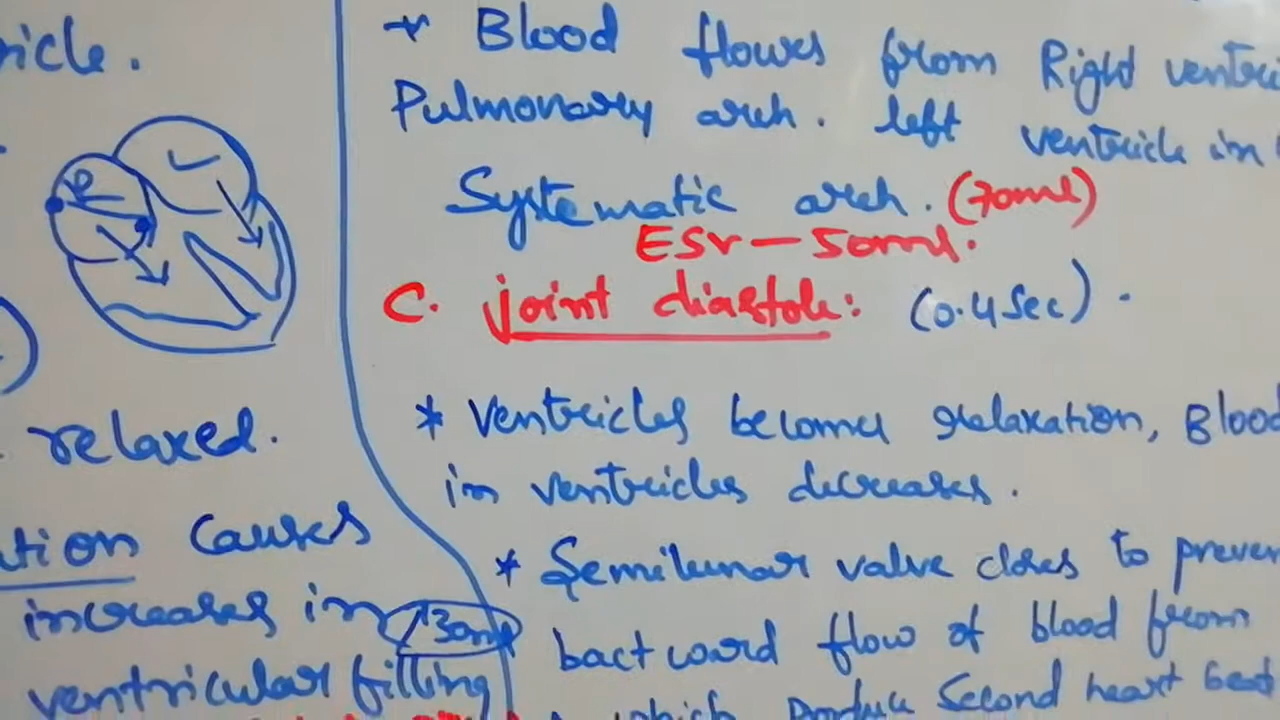 ricle.
relaxed.
tion causes
increases in 130ml
ventricular filling
* Blood flows from Right ventri
Pulmonary arch. left ventricle in
Systematic arch. (70ml)
ESV - 50ml.
C. joint diastole: (0.4 Sec).
* Ventricles becomes relaxation, Blood
in ventricles decreases.
* Semilunar valve closes to preven
backward flow of blood from
which produce second heart beat